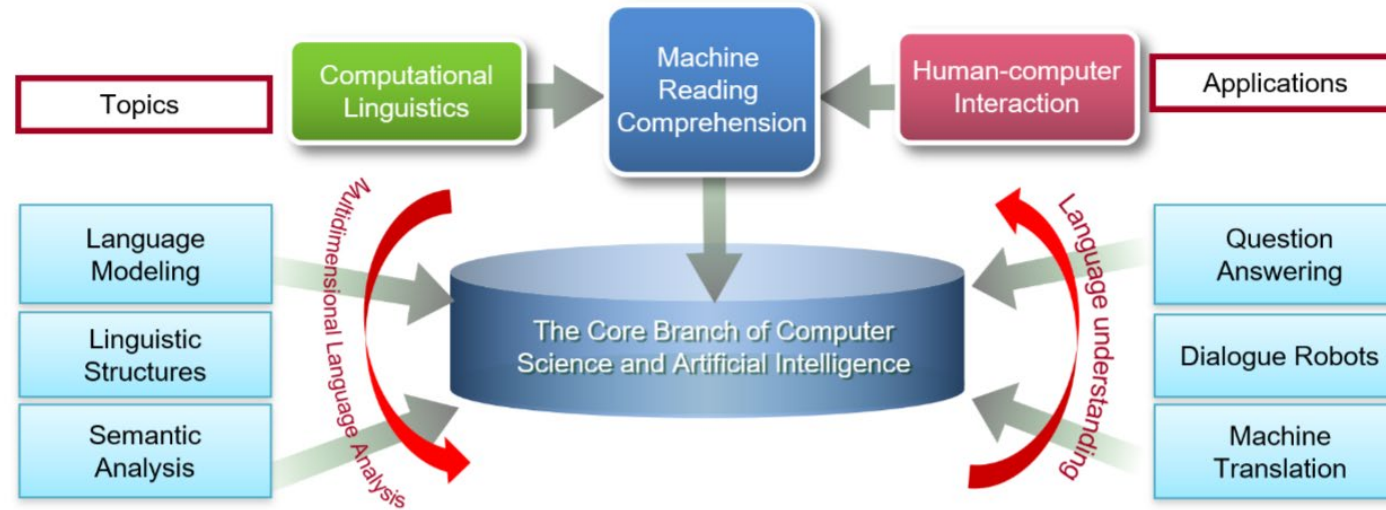 Topics
Computational
Linguistics
Machine
Reading
Comprehension
Human-computer
Interaction
Applications
Language
Modeling
Linguistic
Structures
Semantic
Analysis
Multidimensional Language Analysis
The Core Branch of Computer
Science and Artificial Intelligence
Language understanding
Question
Answering
Dialogue Robots
Machine
Translation